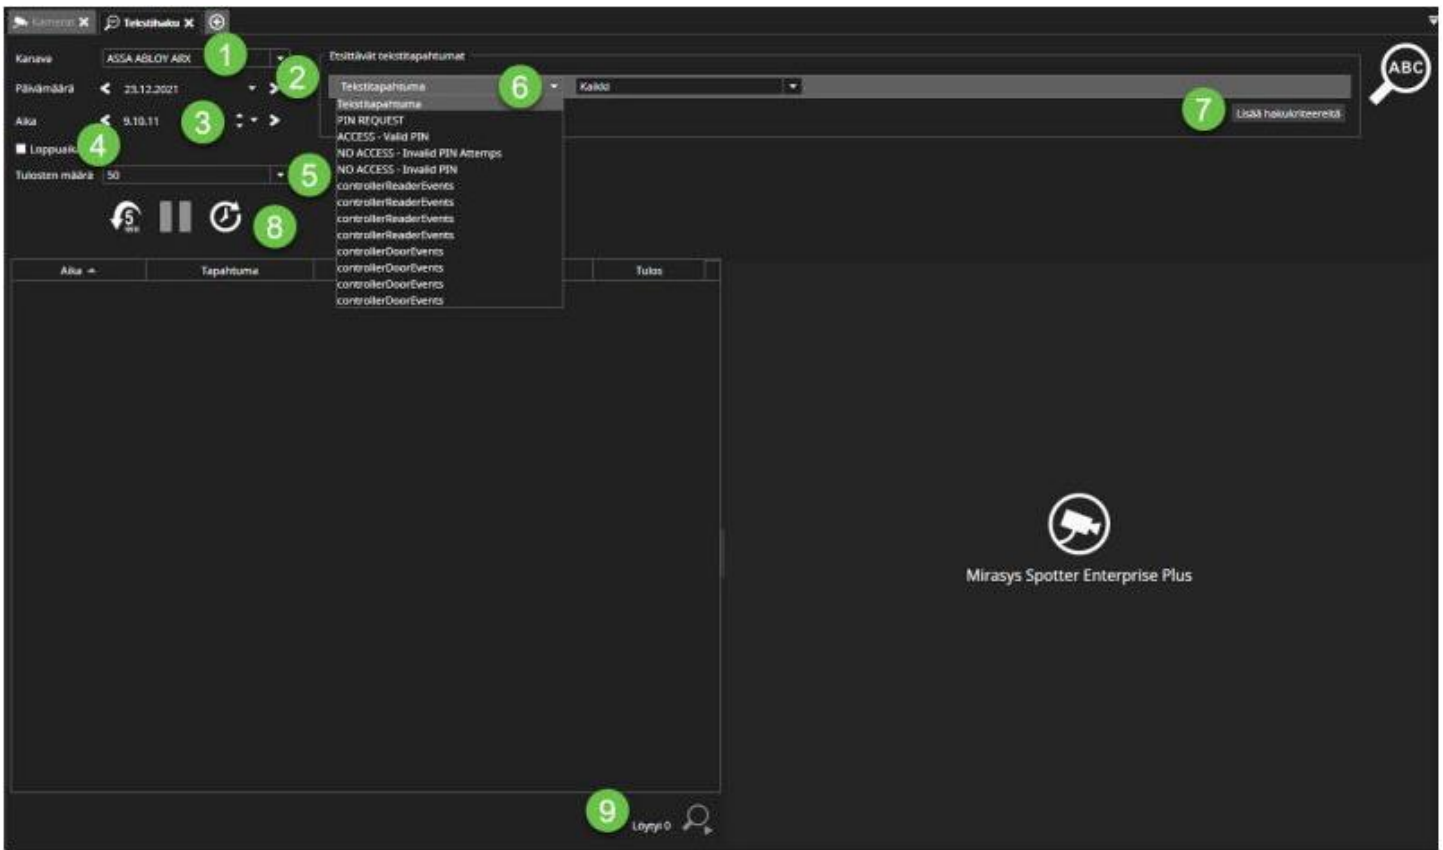 Kamerat Tekstihaku
Kanava ASSA ABLOY ARX 1
Etsittävät tekstitapahtumat
ABC
Päivämäärä 23.12.2021 2
Tekstitapahtuma 6 Kaikki
Aika 9.10.11 3
7 Lisää hakukriteereitä
Loppuaika 4
Tulosten määrä 50 5
Tekstitapahtuma
PIN REQUEST
ACCESS - Valid PIN
NO ACCESS - Invalid PIN Attemps
NO ACCESS - Invalid PIN
controllerReaderEvents
controllerReaderEvents
controllerReaderEvents
controllerReaderEvents
controllerDoorEvents
controllerDoorEvents
controllerDoorEvents
controllerDoorEvents
5 8
Aika Tapahtuma Tulos
Mirasys Spotter Enterprise Plus
9 Löytyi 0